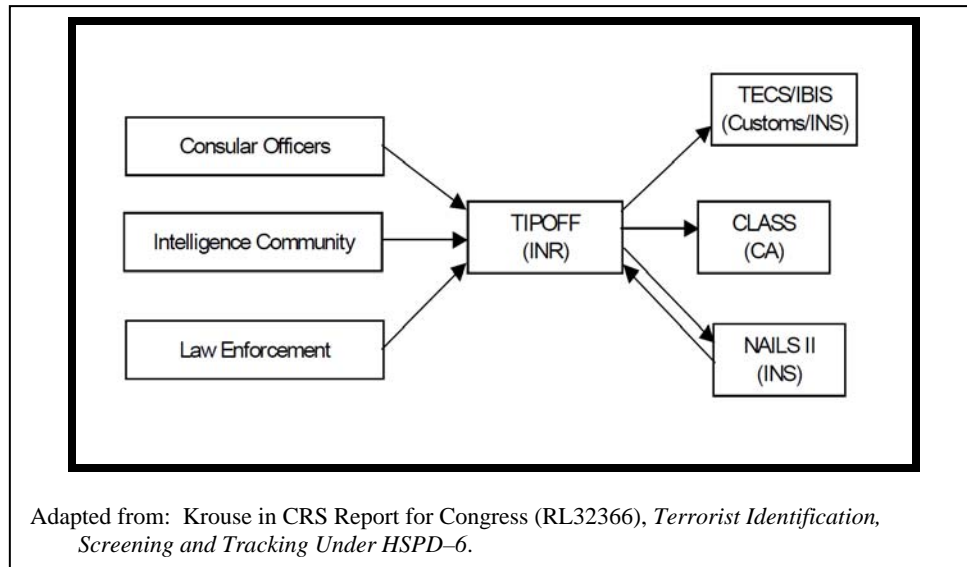 Consular Officers
Intelligence Community
Law Enforcement
TIPOFF
(INR)
TECS/IBIS
(Customs/INS)
CLASS
(CA)
NAILS II
(INS)
Adapted from: Krouse in CRS Report for Congress (RL32366), Terrorist Identification,
Screening and Tracking Under HSPD–6.